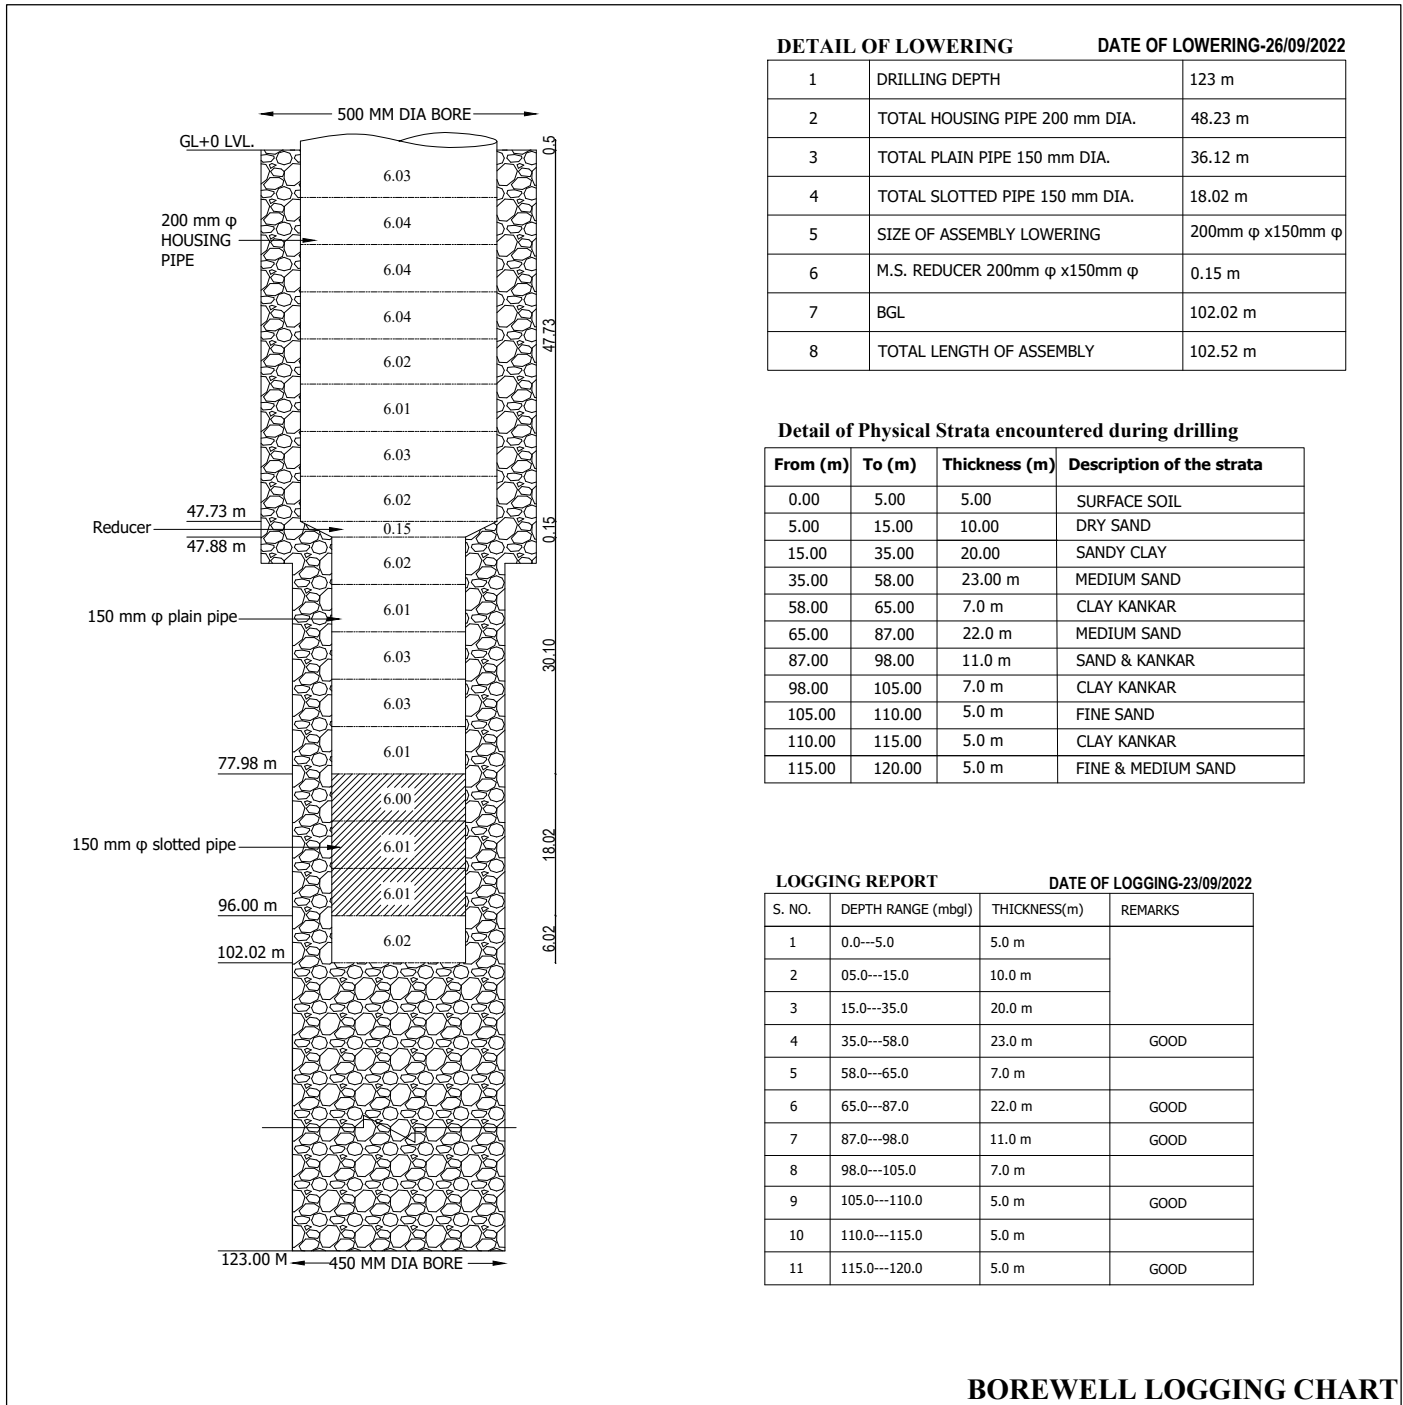 500 MM DIA BORE
GL+0 LVL.
0.5
6.03
200 mm φ
HOUSING
PIPE
6.04
6.04
6.04
47.73
6.02
6.01
6.03
6.02
47.73 m
Reducer
0.15
0.15
47.88 m
6.02
150 mm φ plain pipe
6.01
6.03
30.10
6.03
6.01
77.98 m
6.00
150 mm φ slotted pipe
6.01
18.02
6.01
96.00 m
6.02
6.02
102.02 m
123.00 M
450 MM DIA BORE
DETAIL OF LOWERING DATE OF LOWERING-26/09/2022
1 DRILLING DEPTH 123 m
2 TOTAL HOUSING PIPE 200 mm DIA. 48.23 m
3 TOTAL PLAIN PIPE 150 mm DIA. 36.12 m
4 TOTAL SLOTTED PIPE 150 mm DIA. 18.02 m
5 SIZE OF ASSEMBLY LOWERING 200mm φ x150mm φ
6 M.S. REDUCER 200mm φ x150mm φ 0.15 m
7 BGL 102.02 m
8 TOTAL LENGTH OF ASSEMBLY 102.52 m
Detail of Physical Strata encountered during drilling
From (m) To (m) Thickness (m) Description of the strata
0.00 5.00 5.00 SURFACE SOIL
5.00 15.00 10.00 DRY SAND
15.00 35.00 20.00 SANDY CLAY
35.00 58.00 23.00 m MEDIUM SAND
58.00 65.00 7.0 m CLAY KANKAR
65.00 87.00 22.0 m MEDIUM SAND
87.00 98.00 11.0 m SAND & KANKAR
98.00 105.00 7.0 m CLAY KANKAR
105.00 110.00 5.0 m FINE SAND
110.00 115.00 5.0 m CLAY KANKAR
115.00 120.00 5.0 m FINE & MEDIUM SAND
LOGGING REPORT DATE OF LOGGING-23/09/2022
S. NO. DEPTH RANGE (mbgl) THICKNESS(m) REMARKS
1 0.0---5.0 5.0 m
2 05.0---15.0 10.0 m
3 15.0---35.0 20.0 m
4 35.0---58.0 23.0 m GOOD
5 58.0---65.0 7.0 m
6 65.0---87.0 22.0 m GOOD
7 87.0---98.0 11.0 m GOOD
8 98.0---105.0 7.0 m
9 105.0---110.0 5.0 m GOOD
10 110.0---115.0 5.0 m
11 115.0---120.0 5.0 m GOOD
BOREWELL LOGGING CHART